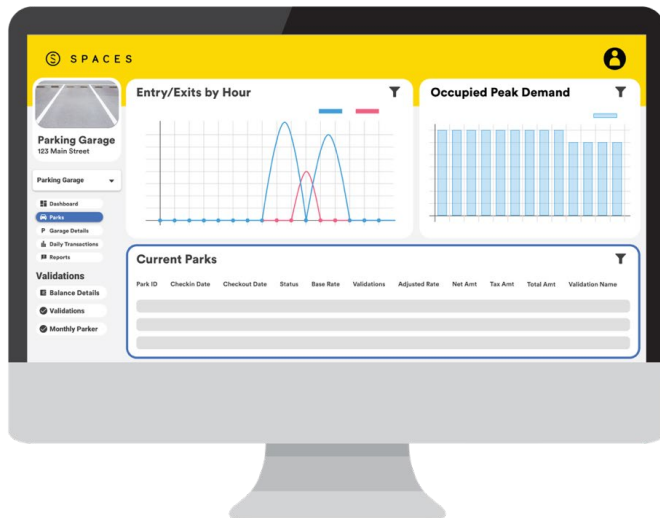 SPACES
Parking Garage
123 Main Street
Parking Garage
Dashboard
Parks
P Garage Details
Daily Transactions
Reports
Validations
Balance Details
Validations
Monthly Parker
Entry/Exits by Hour
Occupied Peak Demand
Current Parks
Park ID Checkin Date Checkout Date Status Base Rate Validations Adjusted Rate Net Amt Tax Amt Total Amt Validation Name